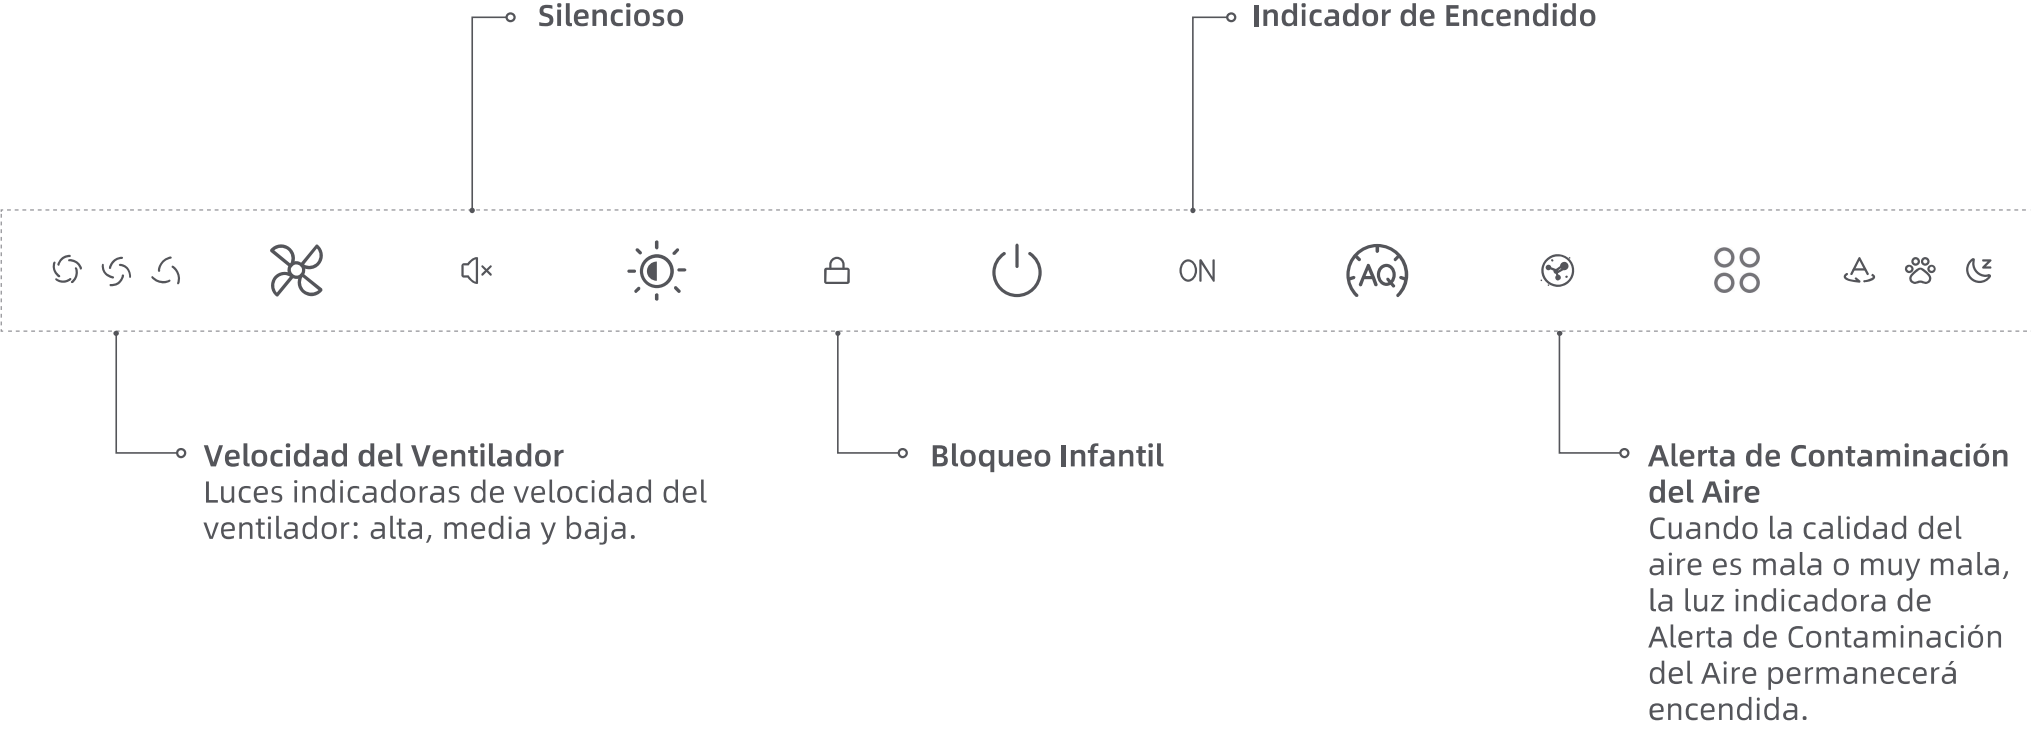 Silencioso
Indicador de Encendido
ON
AQ
A
z
Velocidad del Ventilador
Luces indicadoras de velocidad del
ventilador: alta, media y baja.
Bloqueo Infantil
Alerta de Contaminación
del Aire
Cuando la calidad del
aire es mala o muy mala,
la luz indicadora de
Alerta de Contaminación
del Aire permanecerá
encendida.